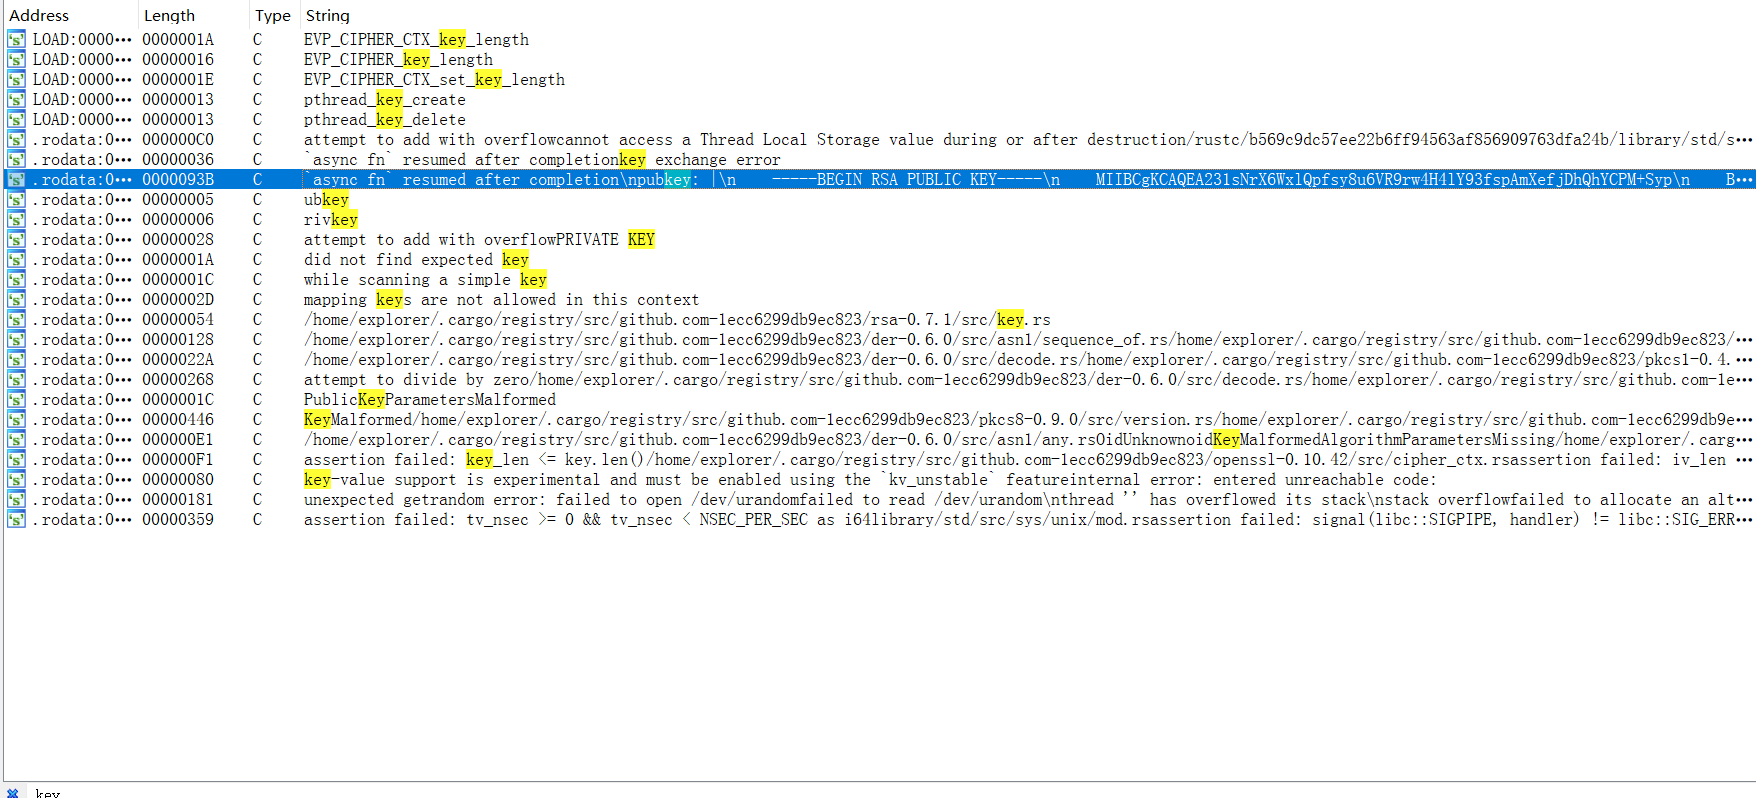 Address Length Type String
LOAD:0000••• 0000001A C EVP_CIPHER_CTX_key_length
LOAD:0000••• 00000016 C EVP_CIPHER_key_length
LOAD:0000••• 0000001E C EVP_CIPHER_CTX_set_key_length
LOAD:0000••• 00000013 C pthread_key_create
LOAD:0000••• 00000013 C pthread_key_delete
.rodata:0••• 000000C0 C attempt to add with overflowcannot access a Thread Local Storage value during or after destruction/rustc/b569c9dc57ee22b6ff94563af856909763dfa24b/library/std/s•••
.rodata:0••• 00000036 C `async fn` resumed after completionkey exchange error
.rodata:0••• 0000093B C `async fn` resumed after completion\npubkey: |\n -----BEGIN RSA PUBLIC KEY-----\n MIIBCgKCAQEA231sNrX6WxlQpfsy8u6VR9rw4H4lY93fspAmXefjDhQhYCPM+Syp\n B•••
.rodata:0••• 00000005 C ubkey
.rodata:0••• 00000006 C rivkey
.rodata:0••• 00000028 C attempt to add with overflowPRIVATE KEY
.rodata:0••• 0000001A C did not find expected key
.rodata:0••• 0000001C C while scanning a simple key
.rodata:0••• 0000002D C mapping keys are not allowed in this context
.rodata:0••• 00000054 C /home/explorer/.cargo/registry/src/github.com-1ecc6299db9ec823/rsa-0.7.1/src/key.rs
.rodata:0••• 00000128 C /home/explorer/.cargo/registry/src/github.com-1ecc6299db9ec823/der-0.6.0/src/asn1/sequence_of.rs/home/explorer/.cargo/registry/src/github.com-1ecc6299db9ec823/•••
.rodata:0••• 0000022A C /home/explorer/.cargo/registry/src/github.com-1ecc6299db9ec823/der-0.6.0/src/decode.rs/home/explorer/.cargo/registry/src/github.com-1ecc6299db9ec823/pkcs1-0.4.•••
.rodata:0••• 00000268 C attempt to divide by zero/home/explorer/.cargo/registry/src/github.com-1ecc6299db9ec823/der-0.6.0/src/decode.rs/home/explorer/.cargo/registry/src/github.com-1e•••
.rodata:0••• 0000001C C PublicKeyParametersMalformed
.rodata:0••• 00000446 C KeyMalformed/home/explorer/.cargo/registry/src/github.com-1ecc6299db9ec823/pkcs8-0.9.0/src/version.rs/home/explorer/.cargo/registry/src/github.com-1ecc6299db9e•••
.rodata:0••• 000000E1 C /home/explorer/.cargo/registry/src/github.com-1ecc6299db9ec823/der-0.6.0/src/asn1/any.rsOidUnknownoidKeyMalformedAlgorithmParametersMissing/home/explorer/.carg•••
.rodata:0••• 000000F1 C assertion failed: key_len <= key.len()/home/explorer/.cargo/registry/src/github.com-1ecc6299db9ec823/openssl-0.10.42/src/cipher_ctx.rsassertion failed: iv_len •••
.rodata:0••• 00000080 C key-value support is experimental and must be enabled using the `kv_unstable` featureinternal error: entered unreachable code:
.rodata:0••• 00000181 C unexpected getrandom error: failed to open /dev/urandomfailed to read /dev/urandom\nthread '' has overflowed its stack\nstack overflowfailed to allocate an alt•••
.rodata:0••• 00000359 C assertion failed: tv_nsec >= 0 && tv_nsec < NSEC_PER_SEC as i64library/std/src/sys/unix/mod.rsassertion failed: signal(libc::SIGPIPE, handler) != libc::SIG_ERR•••
key